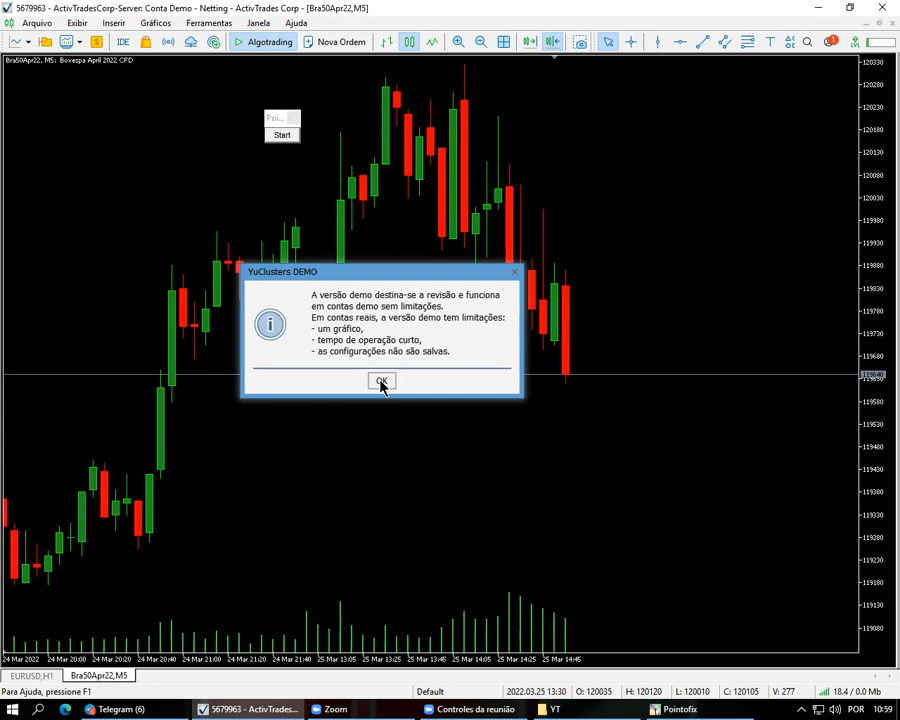 5679963 - ActivTradesCorp-Server: Conta Demo - Netting - ActivTrades Corp - [Bra50Apr22,M5]
Arquivo Exibir Inserir Gráficos Ferramentas Janela Ajuda
IDE Algotrading Nova Ordem 1 LVL
Bra50Apr22, M5: Bovespa April 2022 CFD
Poi...
Start
YuClusters DEMO
A versão demo destina-se a revisão e funciona
em contas demo sem limitações.
Em contas reais, a versão demo tem limitações:
- um gráfico,
- tempo de operação curto,
- as configurações não são salvas.
OK
120330
120280
120230
120180
120130
120080
120030
119980
119930
119880
119830
119780
119730
119680
119640
119630
119580
119530
119480
119430
119380
119330
119280
119230
119180
119130
119080
24 Mar 2022 24 Mar 20:00 24 Mar 20:20 24 Mar 20:40 24 Mar 21:00 24 Mar 21:20 24 Mar 21:40 25 Mar 13:05 25 Mar 13:25 25 Mar 13:45 25 Mar 14:05 25 Mar 14:25 25 Mar 14:45
EURUSD,H1 Bra50Apr22,M5
Para Ajuda, pressione F1 Default 2022.03.25 13:30 O: 120035 H: 120120 L: 120010 C: 120105 V: 277 18.4 / 0.0 Mb
Telegram (6) 5679963 - ActivTrade... Zoom Controles da reunião YT Pointofix POR 10:59